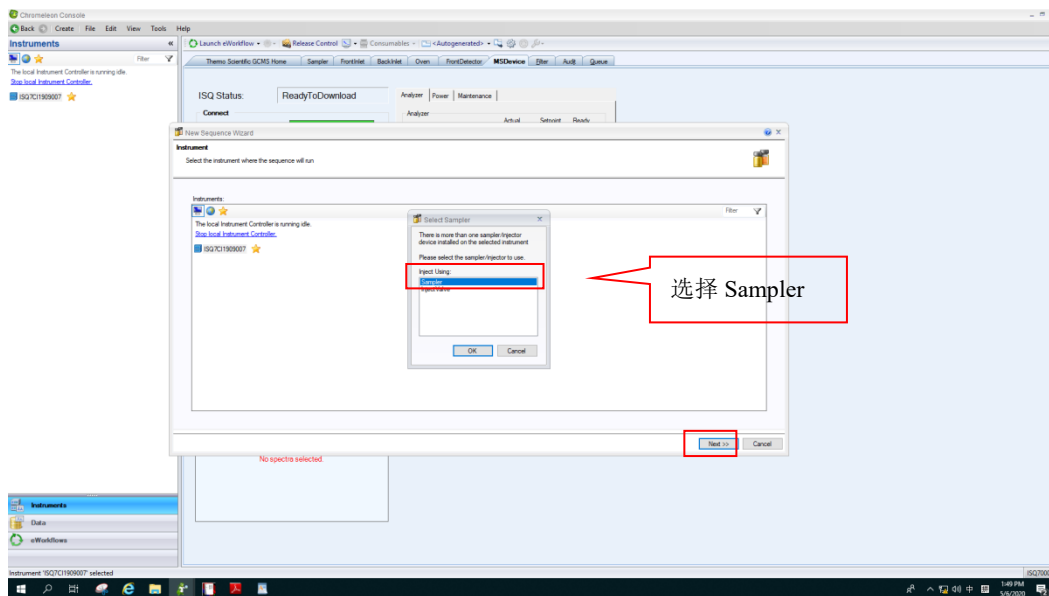 Chromeleon Console
Back Create File Edit View Tools Help
Instruments «
Launch eWorkflow Release Control Consumables <Autogenerated>
Filter
Thermo Scientific GCMS Home Sampler FrontInlet BackInlet Oven FrontDetector MSDevice Filter Audit Queue
The local Instrument Controller is running idle.
Stop local Instrument Controller.
ISQ7CI1909007
ISQ Status: ReadyToDownload
Analyzer Power Maintenance
Connect
Analyzer
Actual Setpoint Ready
New Sequence Wizard
Instrument
Select the instrument where the sequence will run
Instruments:
Filter
The local Instrument Controller is running idle.
Stop local Instrument Controller.
ISQ7CI1909007
Select Sampler
There is more than one sampler/injector
device installed on the selected instrument
Please select the sampler/injector to use.
Inject Using:
Sampler
InjectValve
OK Cancel
选择 Sampler
Next >> Cancel
No spectra selected.
Instruments
Data
eWorkflows
Instrument 'ISQ7CI1909007' selected
ISQ7000
中
1:49 PM
5/6/2020